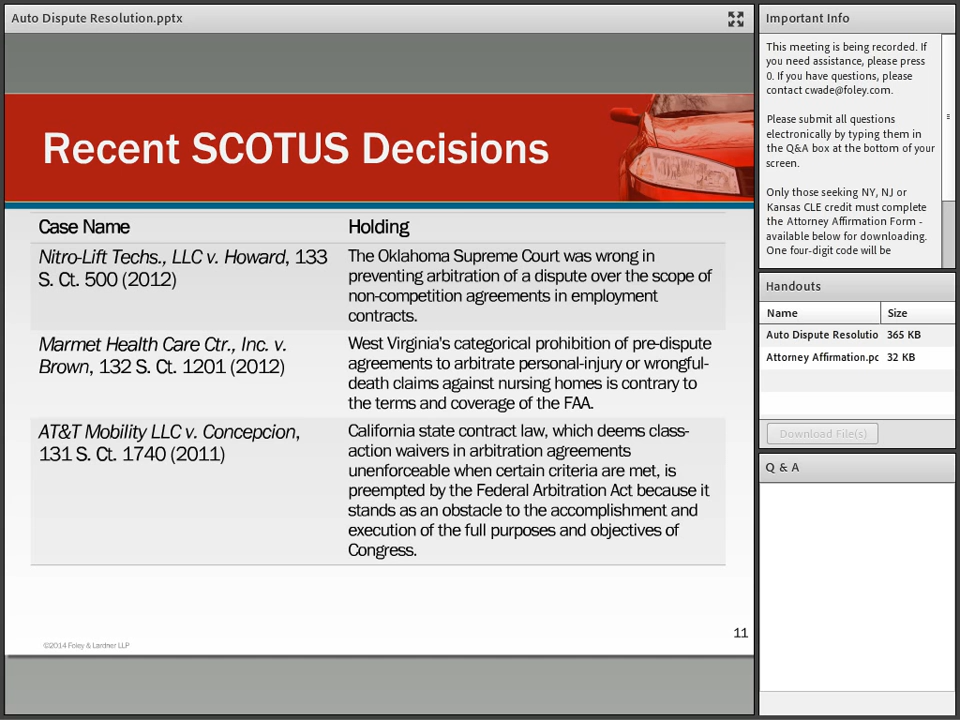 Auto Dispute Resolution.pptx
Recent SCOTUS Decisions
Case Name
Holding
Nitro-Lift Techs., LLC v. Howard, 133
S. Ct. 500 (2012)
The Oklahoma Supreme Court was wrong in
preventing arbitration of a dispute over the scope of
non-competition agreements in employment
contracts.
Marmet Health Care Ctr., Inc. v.
Brown, 132 S. Ct. 1201 (2012)
West Virginia's categorical prohibition of pre-dispute
agreements to arbitrate personal-injury or wrongful-
death claims against nursing homes is contrary to
the terms and coverage of the FAA.
AT&T Mobility LLC v. Concepcion,
131 S. Ct. 1740 (2011)
California state contract law, which deems class-
action waivers in arbitration agreements
unenforceable when certain criteria are met, is
preempted by the Federal Arbitration Act because it
stands as an obstacle to the accomplishment and
execution of the full purposes and objectives of
Congress.
11
©2014 Foley & Lardner LLP
Important Info
This meeting is being recorded. If
you need assistance, please press
0. If you have questions, please
contact cwade@foley.com.
Please submit all questions
electronically by typing them in
the Q&A box at the bottom of your
screen.
Only those seeking NY, NJ or
Kansas CLE credit must complete
the Attorney Affirmation Form -
available below for downloading.
One four-digit code will be
Handouts
Name Size
Auto Dispute Resolutio 365 KB
Attorney Affirmation.pc 32 KB
Download File(s)
Q & A